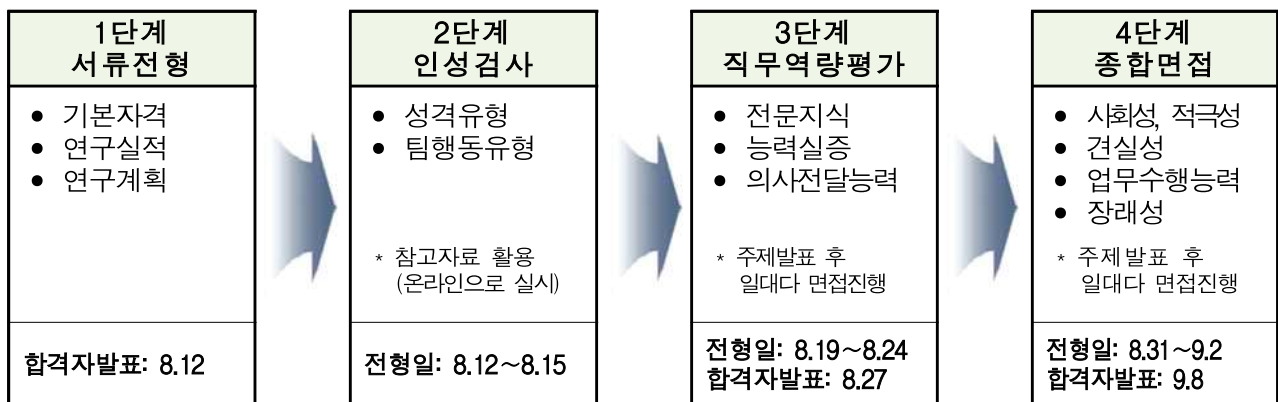 1단계
서류전형
● 기본자격
● 연구실적
● 연구계획
합격자발표: 8.12
2단계
인성검사
● 성격유형
● 팀행동유형
* 참고자료 활용
(온라인으로 실시)
전형일: 8.12~8.15
3단계
직무역량평가
● 전문지식
● 능력실증
● 의사전달능력
* 주제발표 후
일대다 면접진행
전형일: 8.19~8.24
합격자발표: 8.27
4단계
종합면접
● 사회성, 적극성
● 견실성
● 업무수행능력
● 장래성
* 주제발표 후
일대다 면접진행
전형일: 8.31~9.2
합격자발표: 9.8